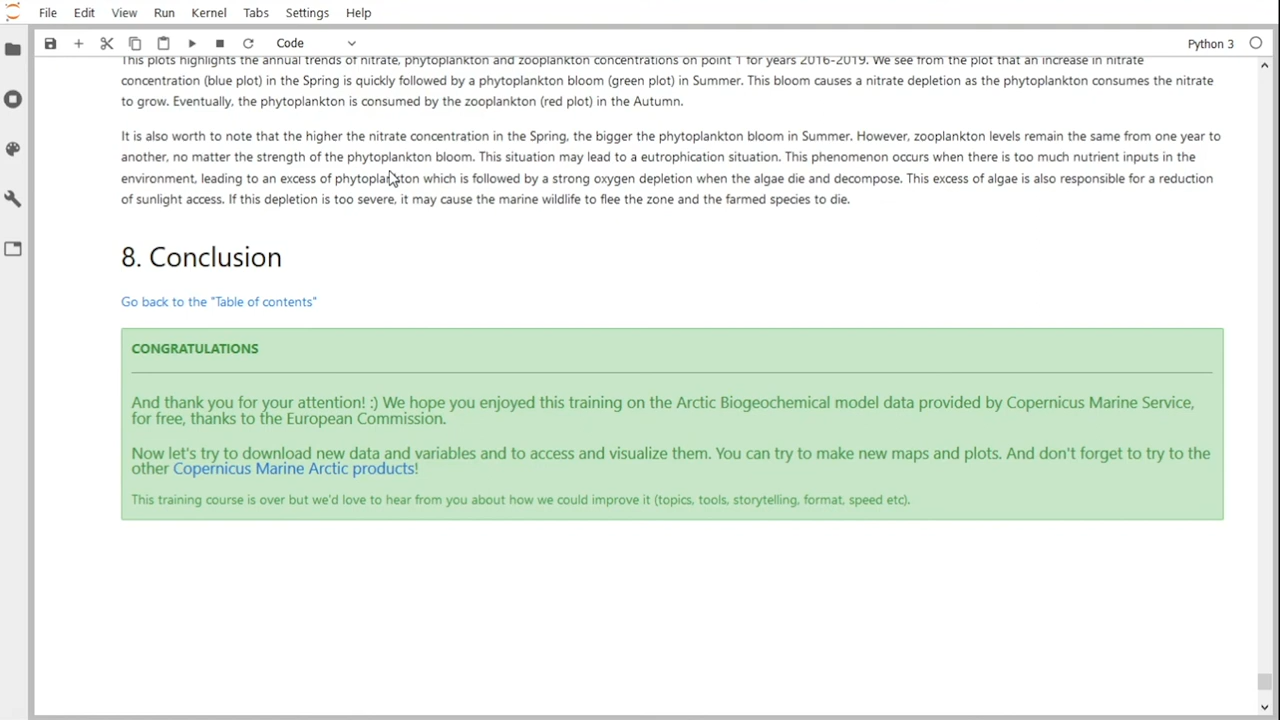 File Edit View Run Kernel Tabs Settings Help
Code
Python 3
This plots highlights the annual trends of nitrate, phytoplankton and zooplankton concentrations on point 1 for years 2016-2019. We see from the plot that an increase in nitrate
concentration (blue plot) in the Spring is quickly followed by a phytoplankton bloom (green plot) in Summer. This bloom causes a nitrate depletion as the phytoplankton consumes the nitrate
to grow. Eventually, the phytoplankton is consumed by the zooplankton (red plot) in the Autumn.
It is also worth to note that the higher the nitrate concentration in the Spring, the bigger the phytoplankton bloom in Summer. However, zooplankton levels remain the same from one year to
another, no matter the strength of the phytoplankton bloom. This situation may lead to a eutrophication situation. This phenomenon occurs when there is too much nutrient inputs in the
environment, leading to an excess of phytoplankton which is followed by a strong oxygen depletion when the algae die and decompose. This excess of algae is also responsible for a reduction
of sunlight access. If this depletion is too severe, it may cause the marine wildlife to flee the zone and the farmed species to die.
8. Conclusion
Go back to the "Table of contents"
CONGRATULATIONS
And thank you for your attention! :) We hope you enjoyed this training on the Arctic Biogeochemical model data provided by Copernicus Marine Service,
for free, thanks to the European Commission.
Now let's try to download new data and variables and to access and visualize them. You can try to make new maps and plots. And don't forget to try to the
other Copernicus Marine Arctic products!
This training course is over but we'd love to hear from you about how we could improve it (topics, tools, storytelling, format, speed etc).